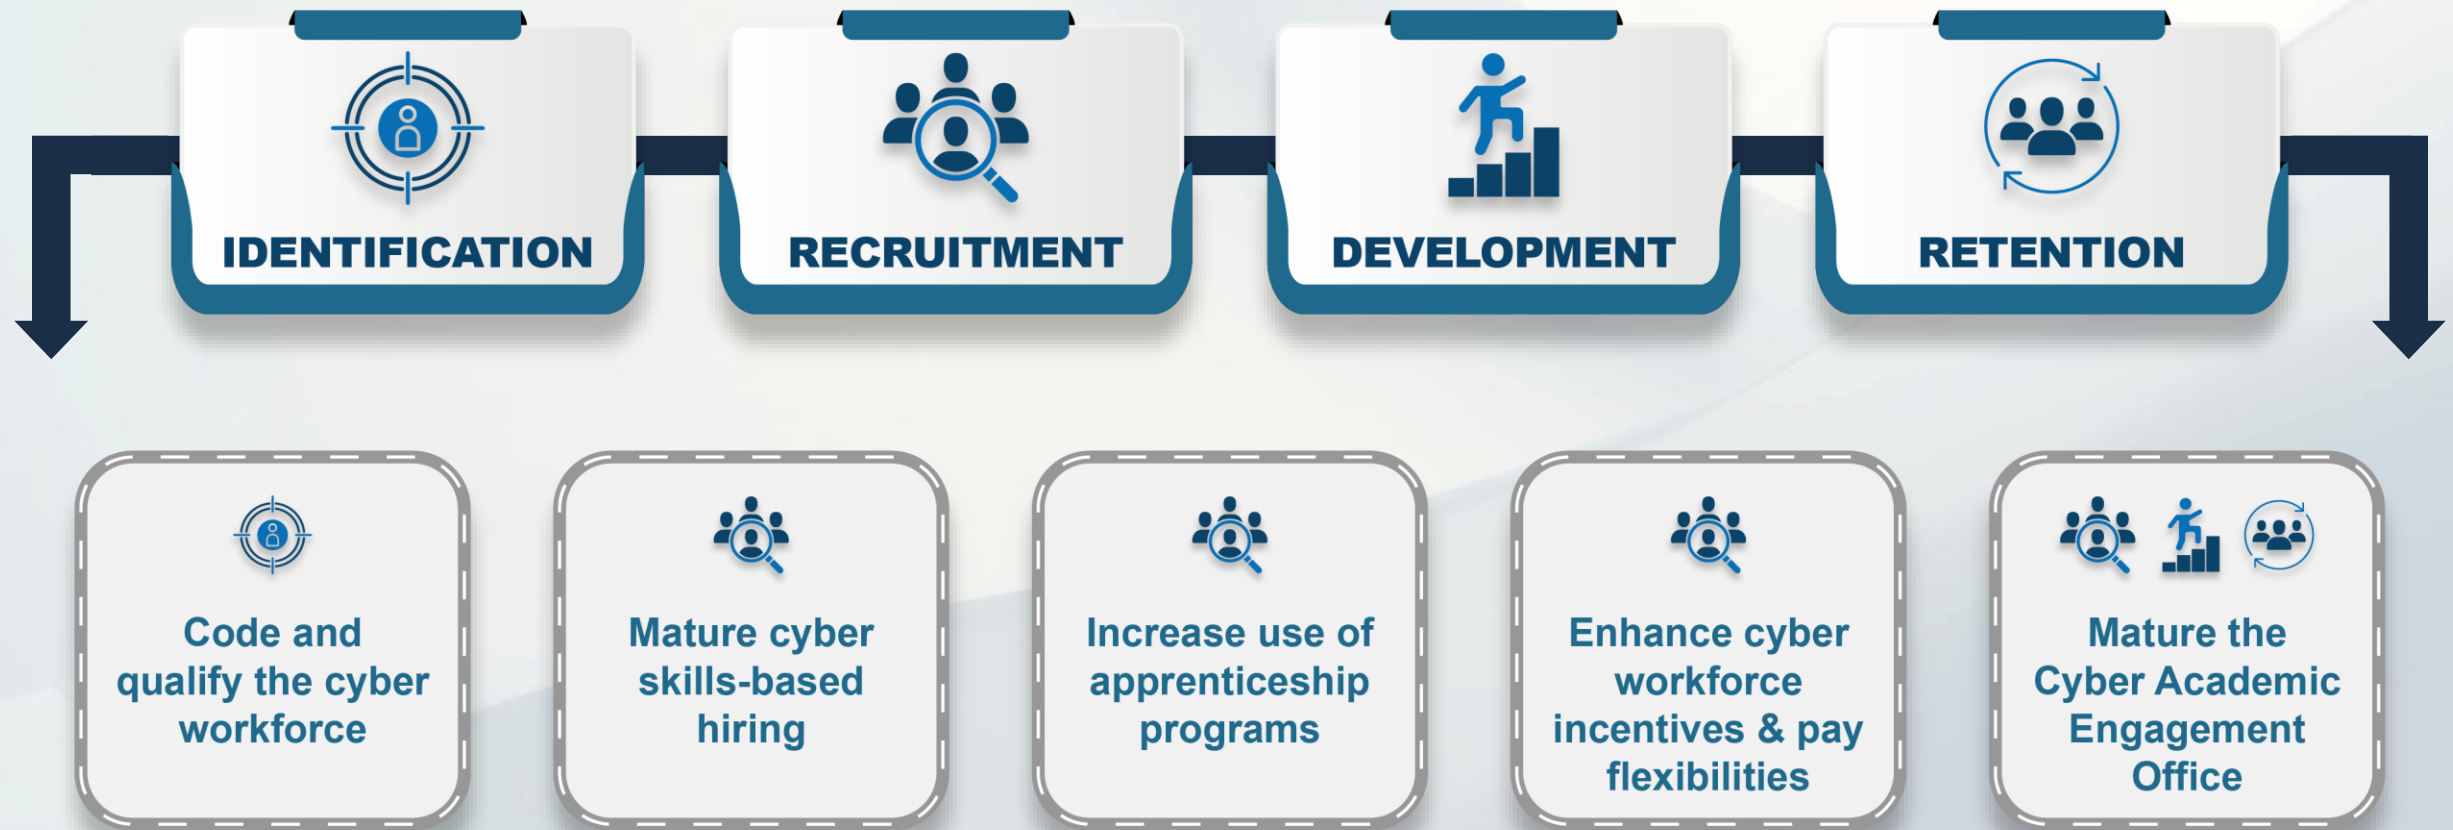 IDENTIFICATION
RECRUITMENT
DEVELOPMENT
RETENTION
Code and
qualify the cyber
workforce
Mature cyber
skills-based
hiring
Increase use of
apprenticeship
programs
Enhance cyber
workforce
incentives & pay
flexibilities
Mature the
Cyber Academic
Engagement
Office